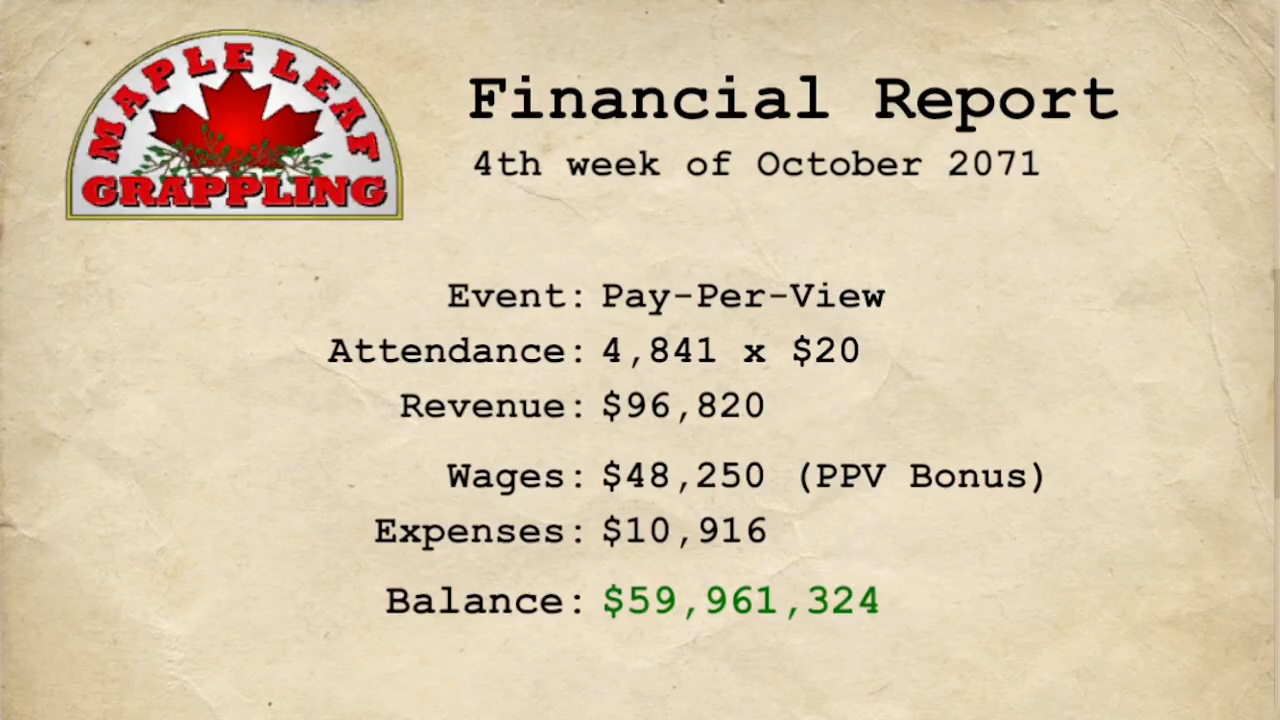 MAPLE LEAF
GRAPPLING
Financial Report
4th week of October 2071
Event: Pay-Per-View
Attendance: 4,841 x $20
Revenue: $96,820
Wages: $48,250 (PPV Bonus)
Expenses: $10,916
Balance: $59,961,324